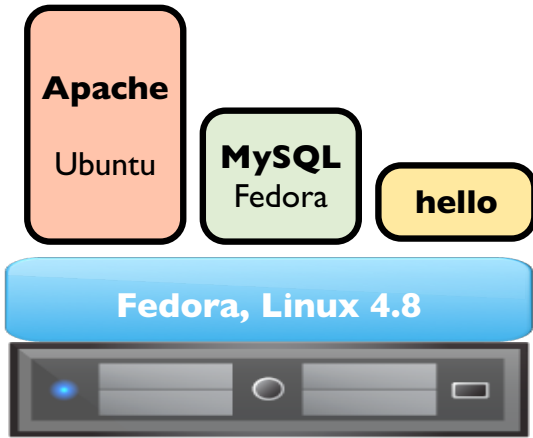 Apache
Ubuntu
MySQL
Fedora
hello
Fedora, Linux 4.8